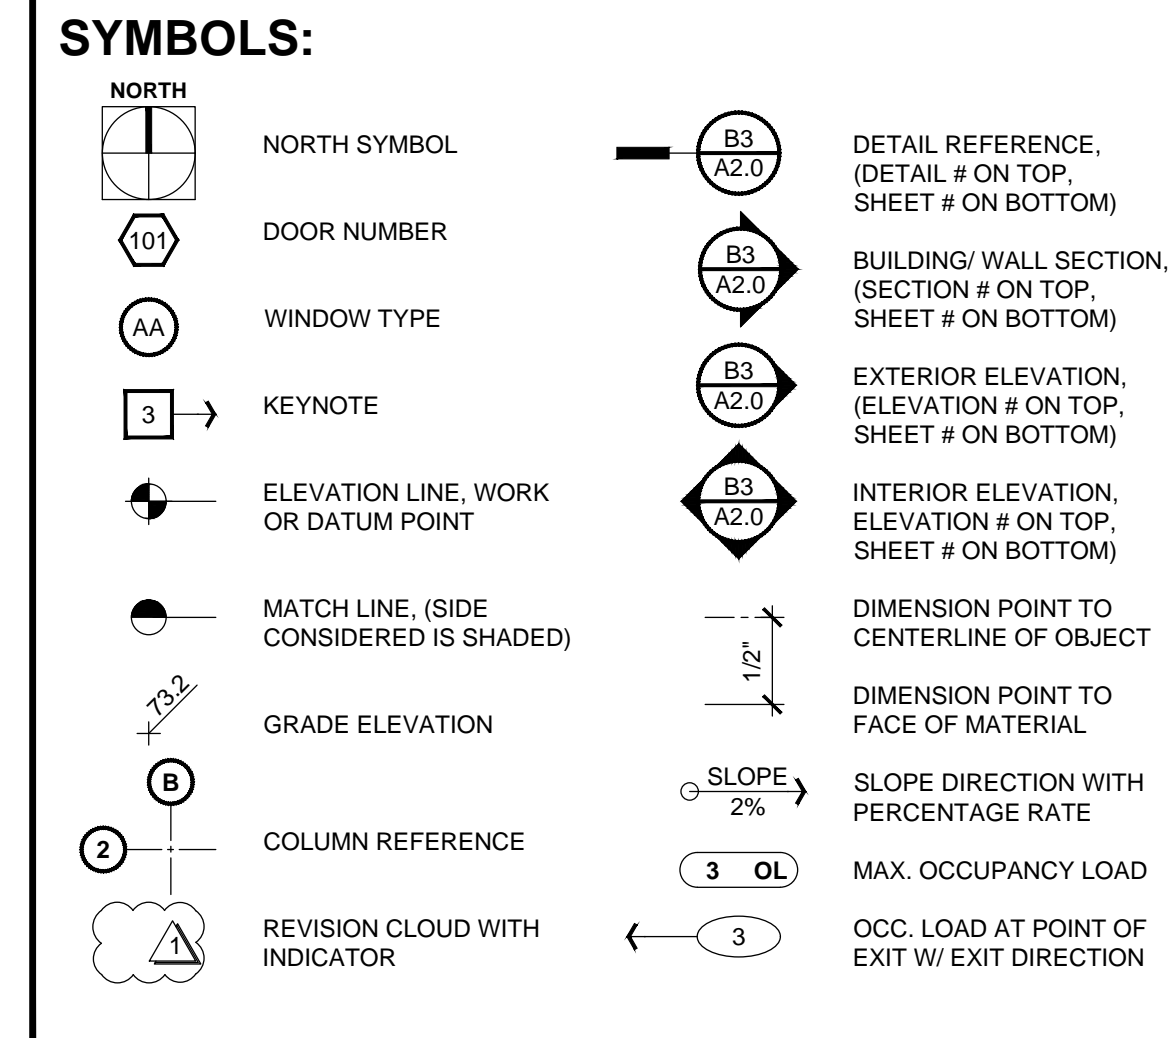 SYMBOLS:
NORTH
NORTH SYMBOL
101
DOOR NUMBER
AA
WINDOW TYPE
3
KEYNOTE
ELEVATION LINE, WORK
OR DATUM POINT
MATCH LINE, (SIDE
CONSIDERED IS SHADED)
73.2
GRADE ELEVATION
B
2
COLUMN REFERENCE
1
REVISION CLOUD WITH
INDICATOR
B3
A2.0
DETAIL REFERENCE,
(DETAIL # ON TOP,
SHEET # ON BOTTOM)
B3
A2.0
BUILDING/ WALL SECTION,
(SECTION # ON TOP,
SHEET # ON BOTTOM)
B3
A2.0
EXTERIOR ELEVATION,
(ELEVATION # ON TOP,
SHEET # ON BOTTOM)
B3
A2.0
INTERIOR ELEVATION,
ELEVATION # ON TOP,
SHEET # ON BOTTOM)
1/2"
DIMENSION POINT TO
CENTERLINE OF OBJECT
DIMENSION POINT TO
FACE OF MATERIAL
SLOPE
2%
SLOPE DIRECTION WITH
PERCENTAGE RATE
3 OL
MAX. OCCUPANCY LOAD
3
OCC. LOAD AT POINT OF
EXIT W/ EXIT DIRECTION